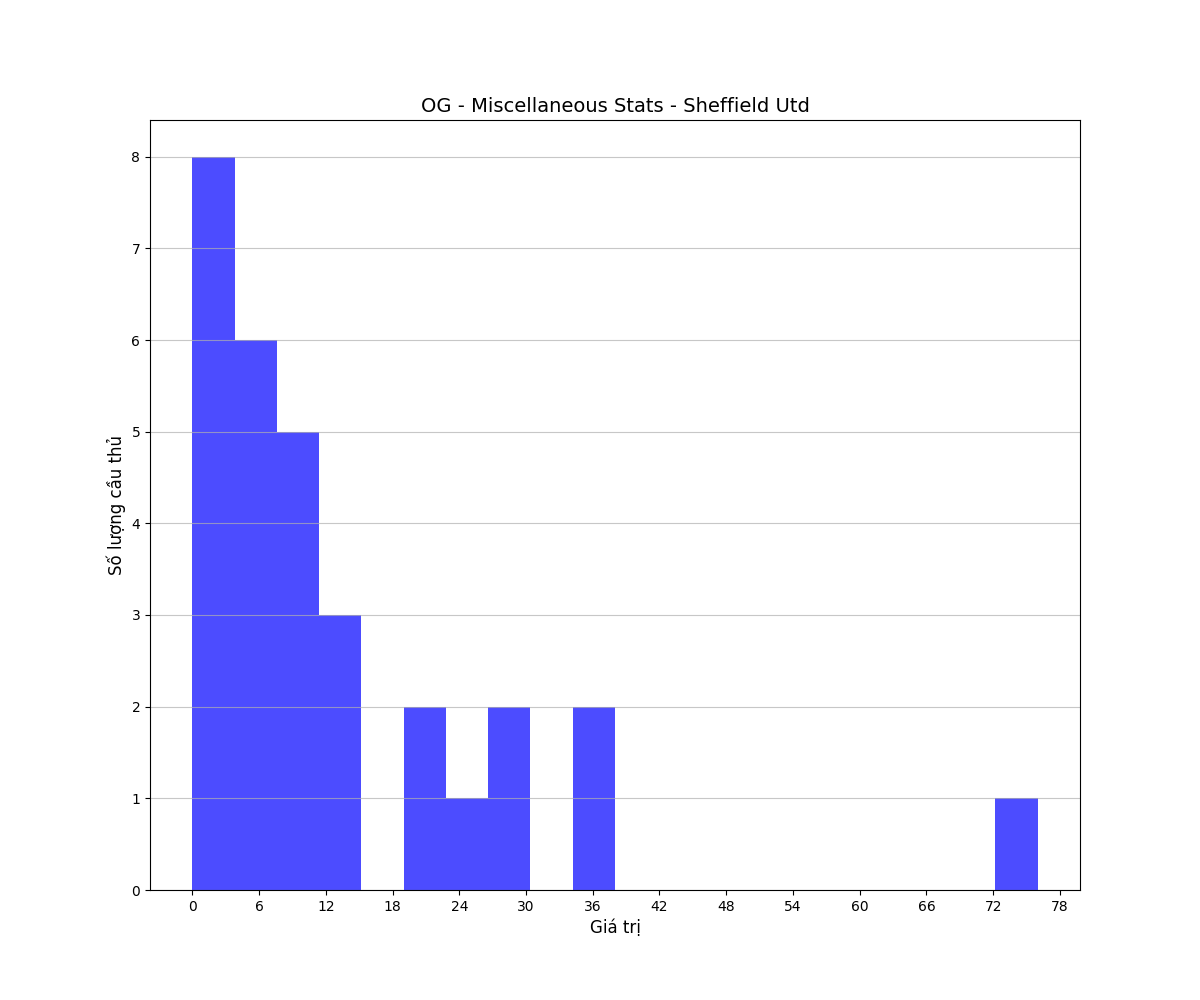 OG - Miscellaneous Stats - Sheffield Utd
8
7
6
5
4
3
2
1
0
Số lượng cầu thủ
0 6 12 18 24 30 36 42 48 54 60 66 72 78
Giá trị